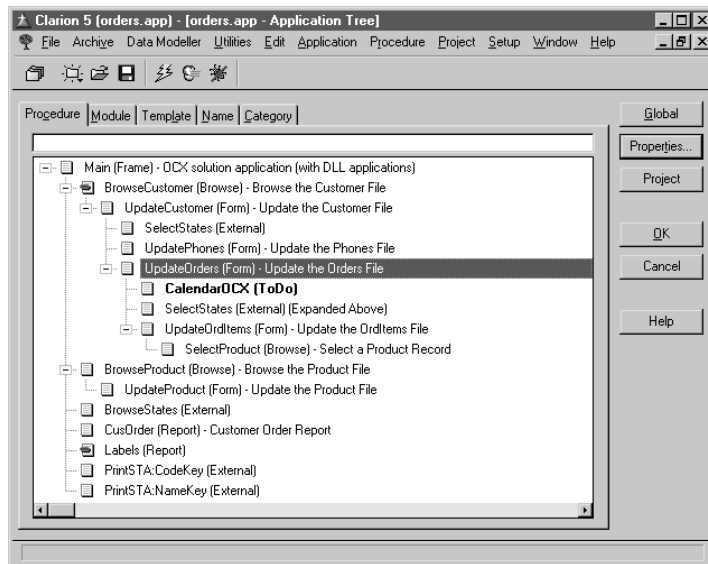 Clarion 5 (orders.app) - [orders.app - Application Tree]
File Archive Data Modeller Utilities Edit Application Procedure Project Setup Window Help
Procedure Module Template Name Category
Global
Properties...
Main (Frame) - OCX solution application (with DLL applications)
Project
BrowseCustomer (Browse) - Browse the Customer File
UpdateCustomer (Form) - Update the Customer File
SelectStates (External)
OK
UpdatePhones (Form) - Update the Phones File
UpdateOrders (Form) - Update the Orders File
Cancel
CalendarOCX (ToDo)
SelectStates (External) (Expanded Above)
Help
UpdateOrdItems (Form) - Update the OrdItems File
SelectProduct (Browse) - Select a Product Record
BrowseProduct (Browse) - Browse the Product File
UpdateProduct (Form) - Update the Product File
BrowseStates (External)
CusOrder (Report) - Customer Order Report
Labels (Report)
PrintSTA:CodeKey (External)
PrintSTA:NameKey (External)